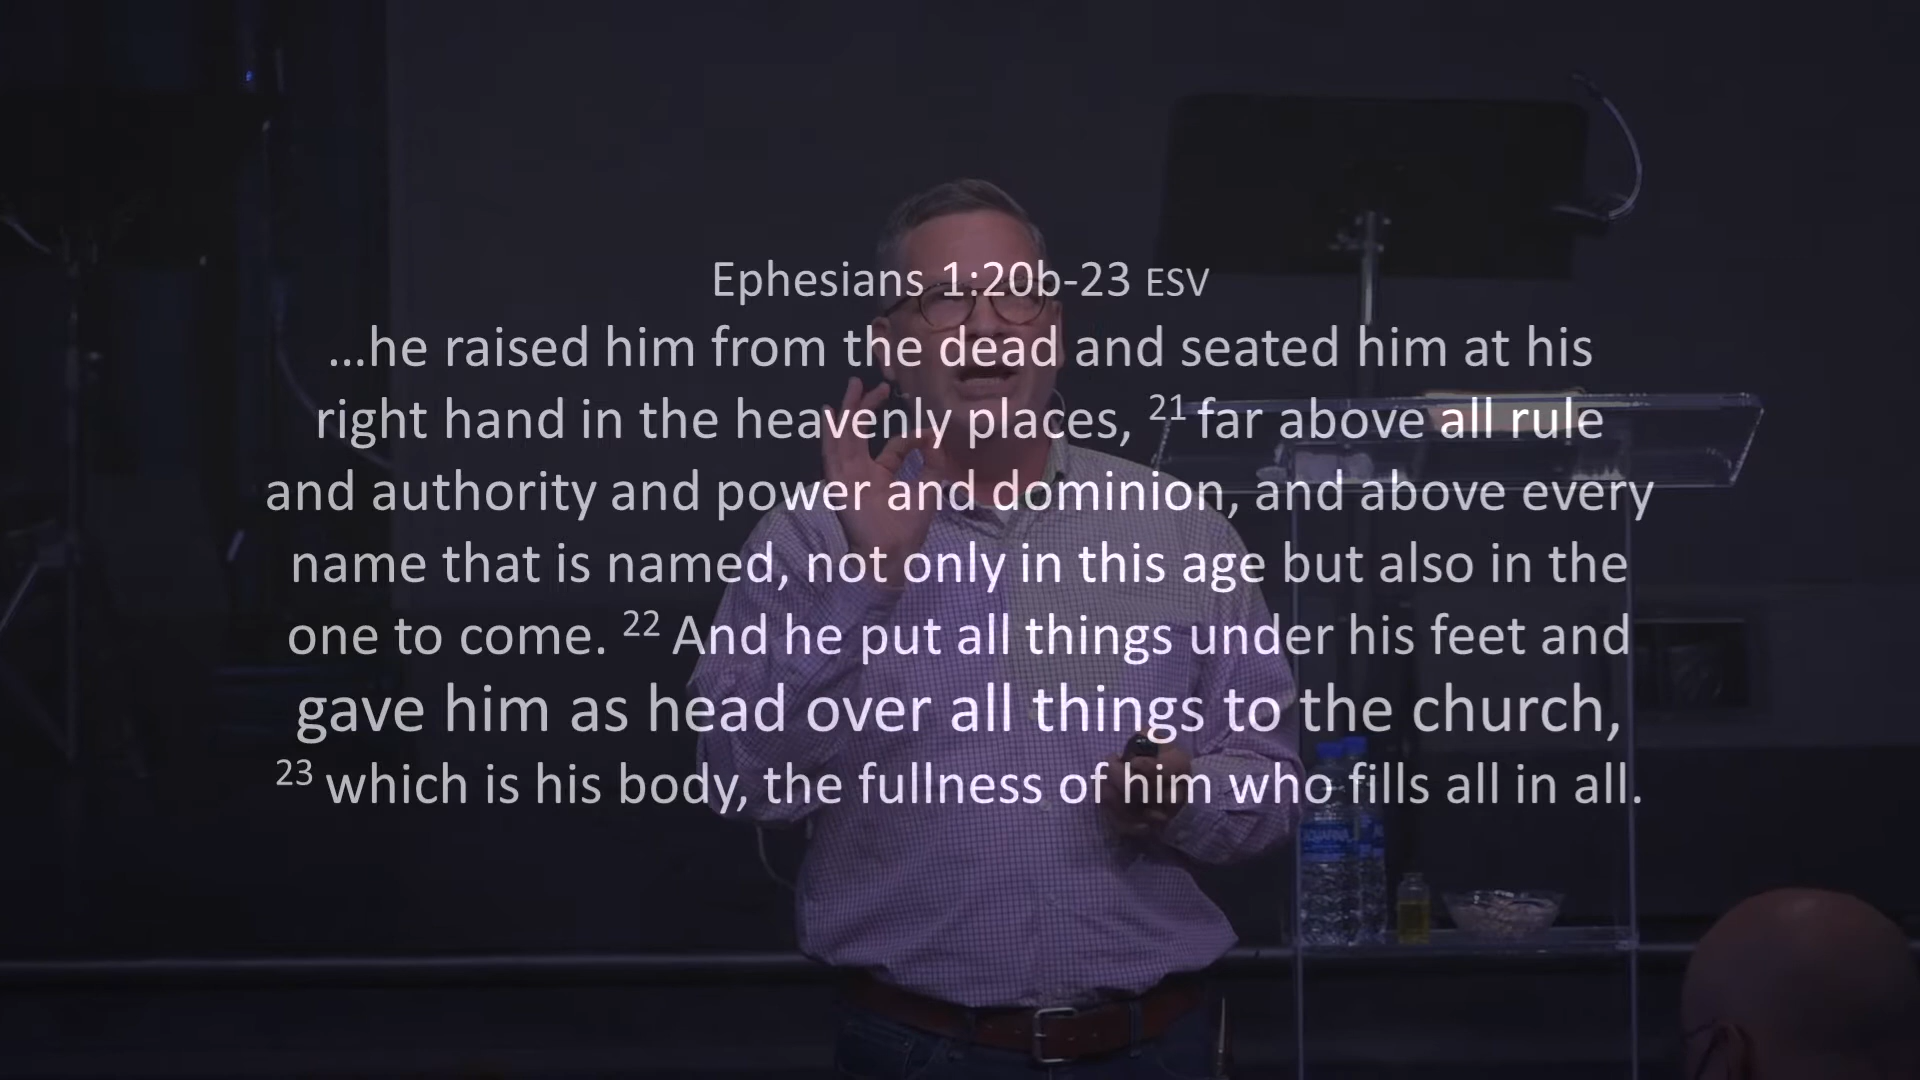 Ephesians 1:20b-23 ESV
...he raised him from the dead and seated him at his
right hand in the heavenly places, 21 far above all rule
and authority and power and dominion, and above every
name that is named, not only in this age but also in the
one to come. 22 And he put all things under his feet and
gave him as head over all things to the church,
23 which is his body, the fullness of him who fills all in all.
AQUAFINA